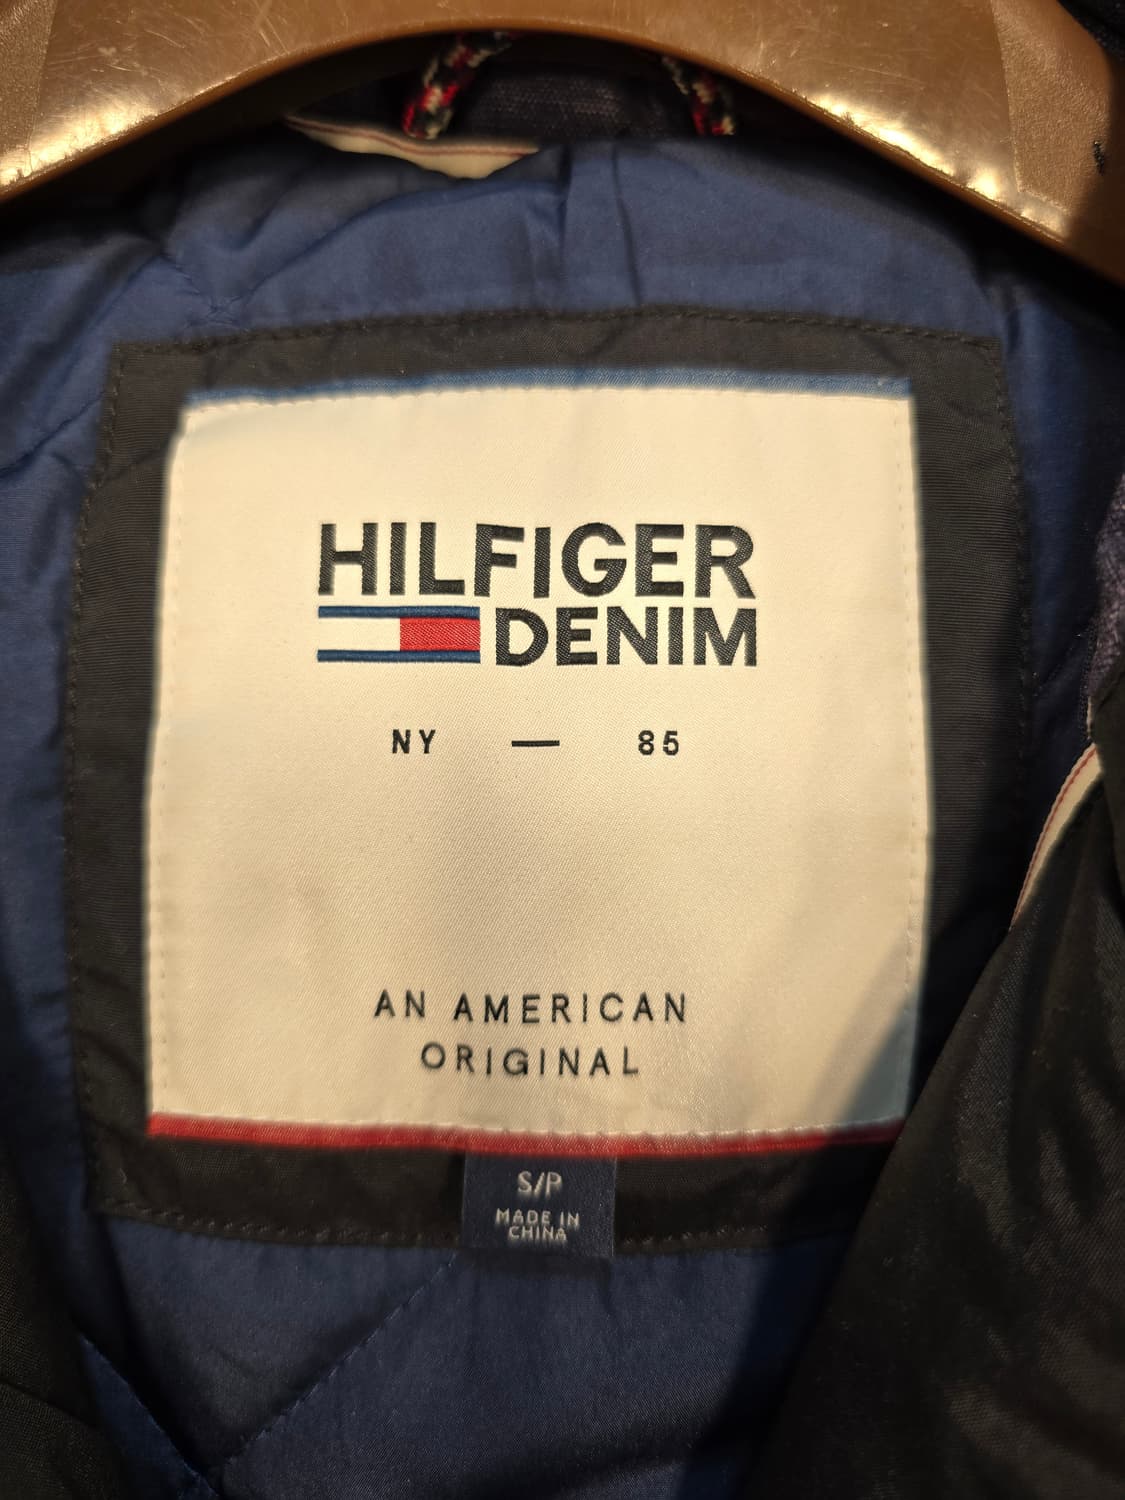 HILFIGER
DENIM
NY — 85
AN AMERICAN
ORIGINAL
S/P
MADE IN
CHINA